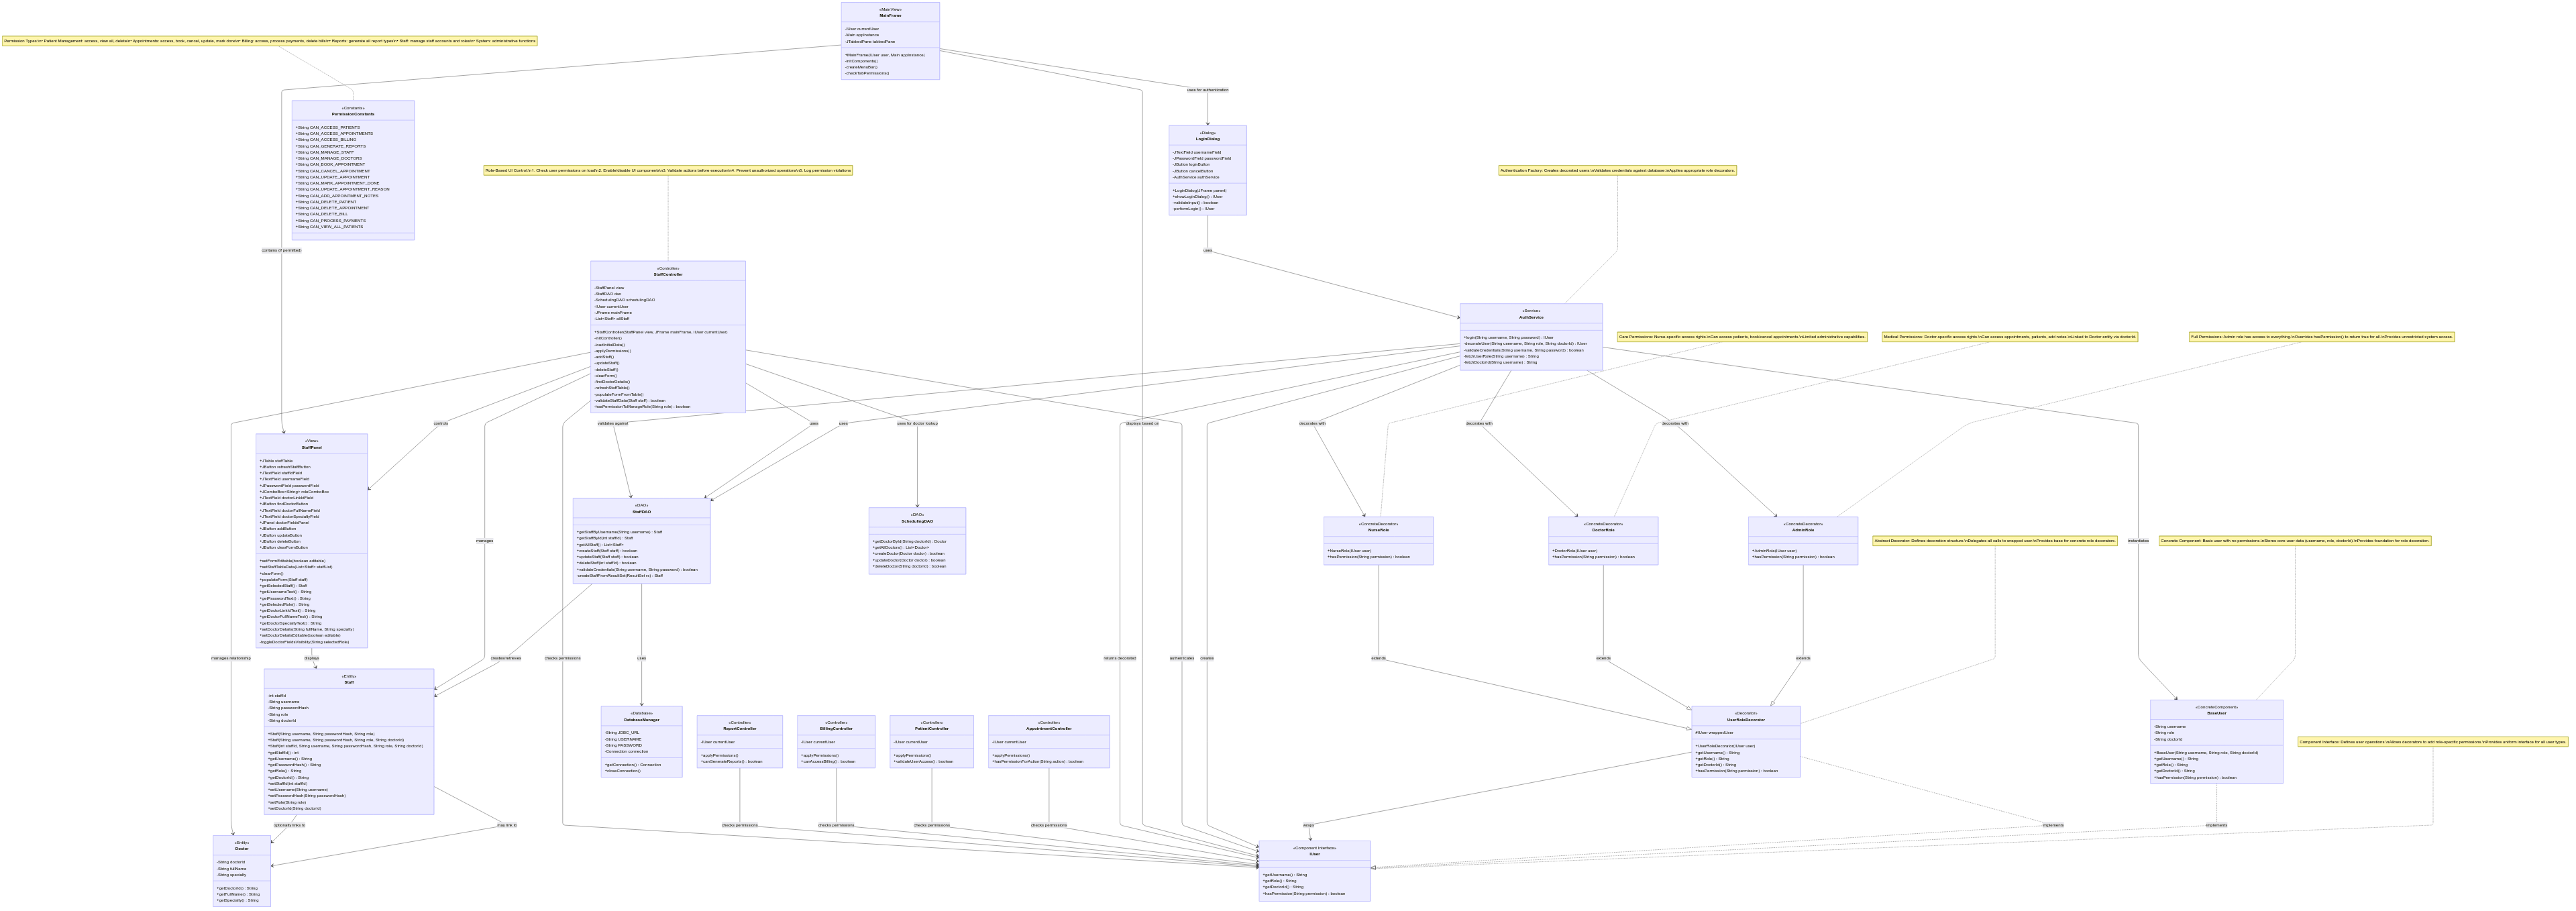 «MainView»
MainFrame
-IUser currentUser
-Main appInstance
-JTabbedPane tabbedPane
+MainFrame(IUser user, Main appInstance)
-initComponents()
-createMenuBar()
-checkTabPermissions()
Permission Types:\n• Patient Management: access, view all, delete\n• Appointments: access, book, cancel, update, mark done\n• Billing: access, process payments, delete bills\n• Reports: generate all report types\n• Staff: manage staff accounts and roles\n• System: administrative functions
uses for authentication
«Constants»
PermissionConstants
+String CAN_ACCESS_PATIENTS
+String CAN_ACCESS_APPOINTMENTS
+String CAN_ACCESS_BILLING
+String CAN_GENERATE_REPORTS
+String CAN_MANAGE_STAFF
+String CAN_MANAGE_DOCTORS
+String CAN_BOOK_APPOINTMENT
+String CAN_CANCEL_APPOINTMENT
+String CAN_UPDATE_APPOINTMENT
+String CAN_MARK_APPOINTMENT_DONE
+String CAN_UPDATE_APPOINTMENT_REASON
+String CAN_ADD_APPOINTMENT_NOTES
+String CAN_DELETE_PATIENT
+String CAN_DELETE_APPOINTMENT
+String CAN_DELETE_BILL
+String CAN_PROCESS_PAYMENTS
+String CAN_VIEW_ALL_PATIENTS
«Dialog»
LoginDialog
-JTextField usernameField
-JPasswordField passwordField
-JButton loginButton
-JButton cancelButton
-AuthService authService
+LoginDialog(JFrame parent)
+showLoginDialog() : IUser
-validateInput() : boolean
-performLogin() : IUser
Role-Based UI Control:\n1. Check user permissions on load\n2. Enable/disable UI components\n3. Validate actions before execution\n4. Prevent unauthorized operations\n5. Log permission violations
Authentication Factory: Creates decorated users \nValidates credentials against database \nApplies appropriate role decorators.
contains (if permitted)
uses
«Controller»
StaffController
-StaffPanel view
-StaffDAO dao
-SchedulingDAO schedulingDAO
-IUser currentUser
-JFrame mainFrame
-List<Staff> allStaff
+StaffController(StaffPanel view, JFrame mainFrame, IUser currentUser)
-initController()
-loadInitialData()
-applyPermissions()
-addStaff()
-updateStaff()
-deleteStaff()
-clearForm()
-findDoctorDetails()
-refreshStaffTable()
-populateFormFromTable()
-validateStaffData(Staff staff) : boolean
-hasPermissionToManageRole(String role) : boolean
«Service»
AuthService
+login(String username, String password) : IUser
-decorateUser(String username, String role, String doctorId) : IUser
-validateCredentials(String username, String password) : boolean
-fetchUserRole(String username) : String
-fetchDoctorId(String username) : String
Care Permissions: Nurse-specific access rights \nCan access patients, book/cancel appointments \nLimited administrative capabilities.
Medical Permissions: Doctor-specific access rights \nCan access appointments, patients, add notes \nLinked to Doctor entity via doctorId.
Full Permissions: Admin role has access to everything \nOverrides hasPermission() to return true for all \nProvides unrestricted system access.
controls
validates against
uses
uses
uses for doctor lookup
displays based on
decorates with
decorates with
decorates with
«View»
StaffPanel
+JTable staffTable
+JButton refreshStaffButton
+JTextField staffIdField
+JTextField usernameField
+JPasswordField passwordField
+JComboBox<String> roleComboBox
+JTextField doctorLinkIdField
+JButton findDoctorButton
+JTextField doctorFullNameField
+JTextField doctorSpecialtyField
+JPanel doctorFieldsPanel
+JButton addButton
+JButton updateButton
+JButton deleteButton
+JButton clearFormButton
+setFormEditable(boolean editable)
+setStaffTableData(List<Staff> staffList)
+clearForm()
+populateForm(Staff staff)
+getSelectedStaff() : Staff
+getUsernameText() : String
+getPasswordText() : String
+getSelectedRole() : String
+getDoctorLinkIdText() : String
+getDoctorFullNameText() : String
+getDoctorSpecialtyText() : String
+setDoctorDetails(String fullName, String specialty)
+setDoctorDetailsEditable(boolean editable)
-toggleDoctorFieldsVisibility(String selectedRole)
«DAO»
StaffDAO
+getStaffByUsername(String username) : Staff
+getStaffById(int staffId) : Staff
+getAllStaff() : List<Staff>
+createStaff(Staff staff) : boolean
+updateStaff(Staff staff) : boolean
+deleteStaff(int staffId) : boolean
+validateCredentials(String username, String password) : boolean
-createStaffFromResultSet(ResultSet rs) : Staff
«DAO»
SchedulingDAO
+getDoctorById(String doctorId) : Doctor
+getAllDoctors() : List<Doctor>
+createDoctor(Doctor doctor) : boolean
+updateDoctor(Doctor doctor) : boolean
+deleteDoctor(String doctorId) : boolean
«ConcreteDecorator»
NurseRole
+NurseRole(IUser user)
+hasPermission(String permission) : boolean
«ConcreteDecorator»
DoctorRole
+DoctorRole(IUser user)
+hasPermission(String permission) : boolean
«ConcreteDecorator»
AdminRole
+AdminRole(IUser user)
+hasPermission(String permission) : boolean
manages
instantiates
Abstract Decorator: Defines decoration structure \nDelegates all calls to wrapped user \nProvides base for concrete role decorators.
Concrete Component: Basic user with no permissions \nStores core user data (username, role, doctorId) \nProvides foundation for role decoration.
manages relationship
displays
creates/retrieves
checks permissions
uses
returns decorated
authenticates
creates
extends
extends
extends
«Entity»
Staff
-int staffId
-String username
-String passwordHash
-String role
-String doctorId
+Staff(String username, String passwordHash, String role)
+Staff(String username, String passwordHash, String role, String doctorId)
+Staff(int staffId, String username, String passwordHash, String role, String doctorId)
+getStaffId() : int
+getUsername() : String
+getPasswordHash() : String
+getRole() : String
+getDoctorId() : String
+setStaffId(int staffId)
+setUsername(String username)
+setPasswordHash(String passwordHash)
+setRole(String role)
+setDoctorId(String doctorId)
«Database»
DatabaseManager
-String JDBC_URL
-String USERNAME
-String PASSWORD
-Connection connection
+getConnection() : Connection
+closeConnection()
«Controller»
ReportController
-IUser currentUser
+applyPermissions()
+canGenerateReports() : boolean
«Controller»
BillingController
-IUser currentUser
+applyPermissions()
+canAccessBilling() : boolean
«Controller»
PatientController
-IUser currentUser
+applyPermissions()
+validateUserAccess() : boolean
«Controller»
AppointmentController
-IUser currentUser
+applyPermissions()
+hasPermissionForAction(String action) : boolean
«Decorator»
UserRoleDecorator
#IUser wrappedUser
+UserRoleDecorator(IUser user)
+getUsername() : String
+getRole() : String
+getDoctorId() : String
+hasPermission(String permission) : boolean
«ConcreteComponent»
BaseUser
-String username
-String role
-String doctorId
+BaseUser(String username, String role, String doctorId)
+getUsername() : String
+getRole() : String
+getDoctorId() : String
+hasPermission(String permission) : boolean
Component Interface: Defines user operations \nAllows decorators to add role-specific permissions \nProvides uniform interface for all user types.
optionally links to
may link to
checks permissions
checks permissions
checks permissions
checks permissions
wraps
implements
implements
«Entity»
Doctor
-String doctorId
-String fullName
-String specialty
+getDoctorId() : String
+getFullName() : String
+getSpecialty() : String
«Component Interface»
IUser
+getUsername() : String
+getRole() : String
+getDoctorId() : String
+hasPermission(String permission) : boolean